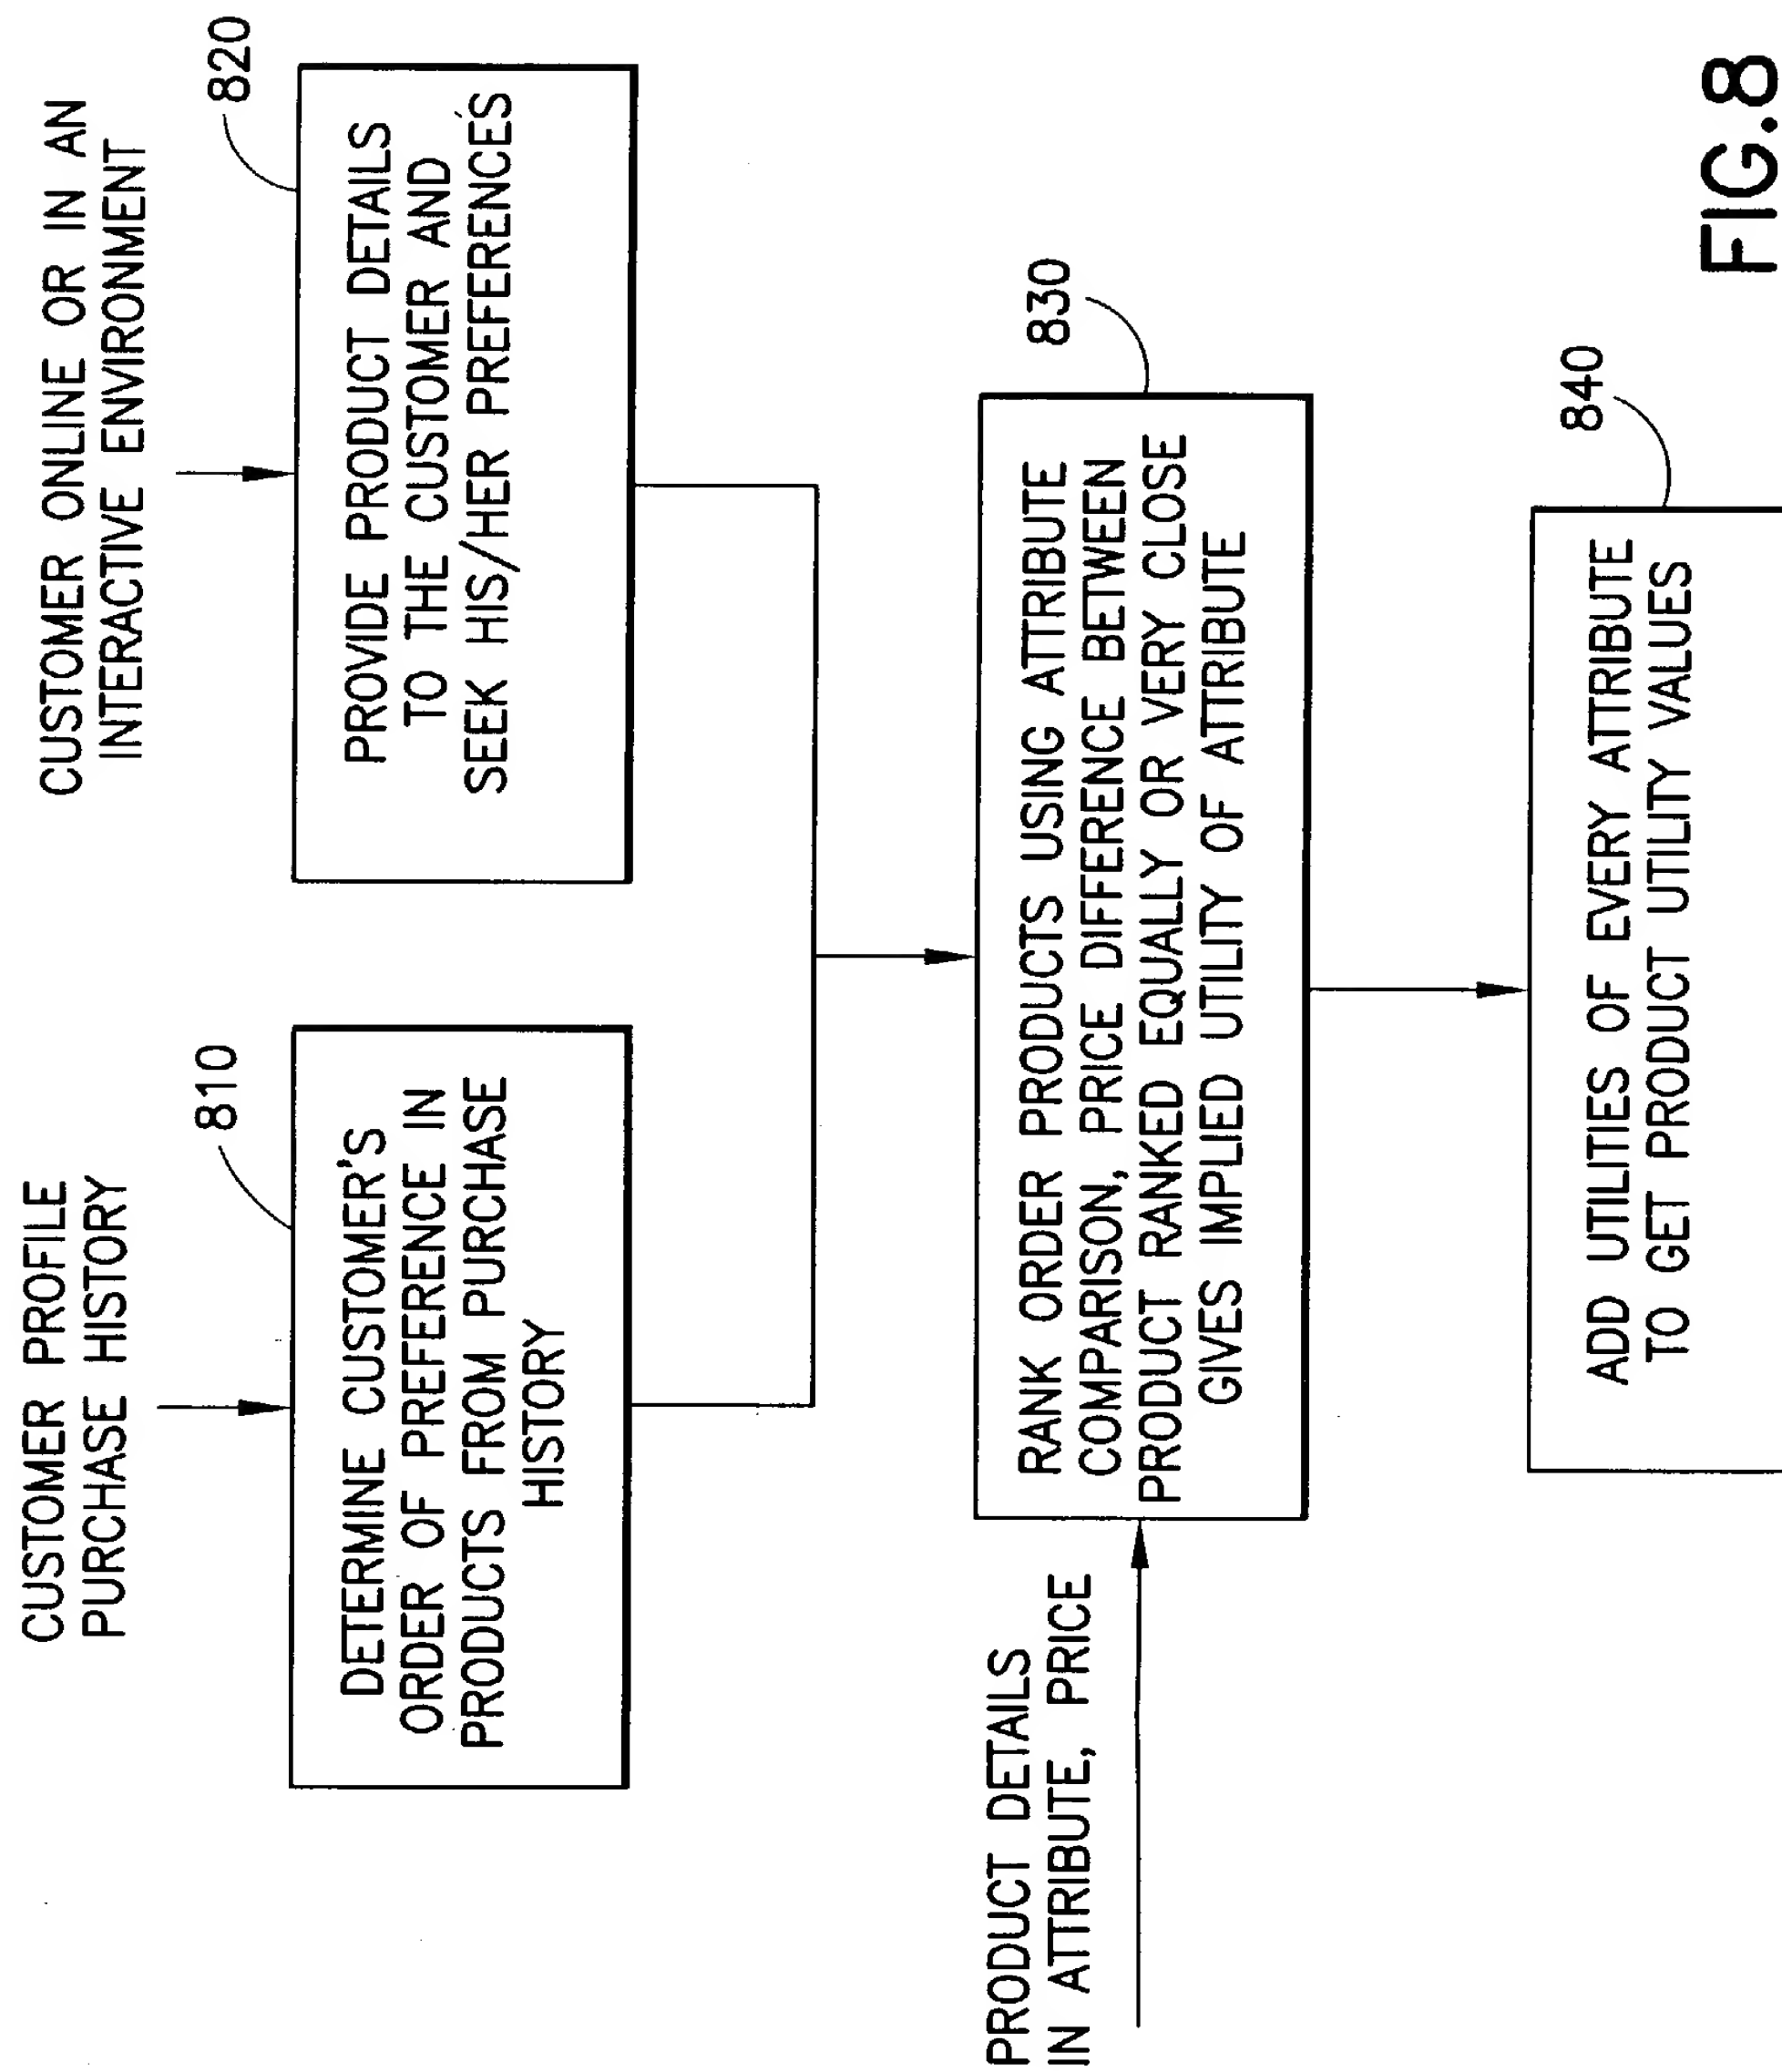 CUSTOMER PROFILE
PURCHASE HISTORY
810
DETERMINE CUSTOMER'S
ORDER OF PREFERENCE IN
PRODUCTS FROM PURCHASE
HISTORY
CUSTOMER ONLINE OR IN AN
INTERACTIVE ENVIRONMENT
820
PROVIDE PRODUCT DETAILS
TO THE CUSTOMER AND
SEEK HIS/HER PREFERENCES
PRODUCT DETAILS
IN ATTRIBUTE, PRICE
830
RANK ORDER PRODUCTS USING ATTRIBUTE
COMPARISON, PRICE DIFFERENCE BETWEEN
PRODUCT RANKED EQUALLY OR VERY CLOSE
GIVES IMPLIED UTILITY OF ATTRIBUTE
840
ADD UTILITIES OF EVERY ATTRIBUTE
TO GET PRODUCT UTILITY VALUES
FIG.8